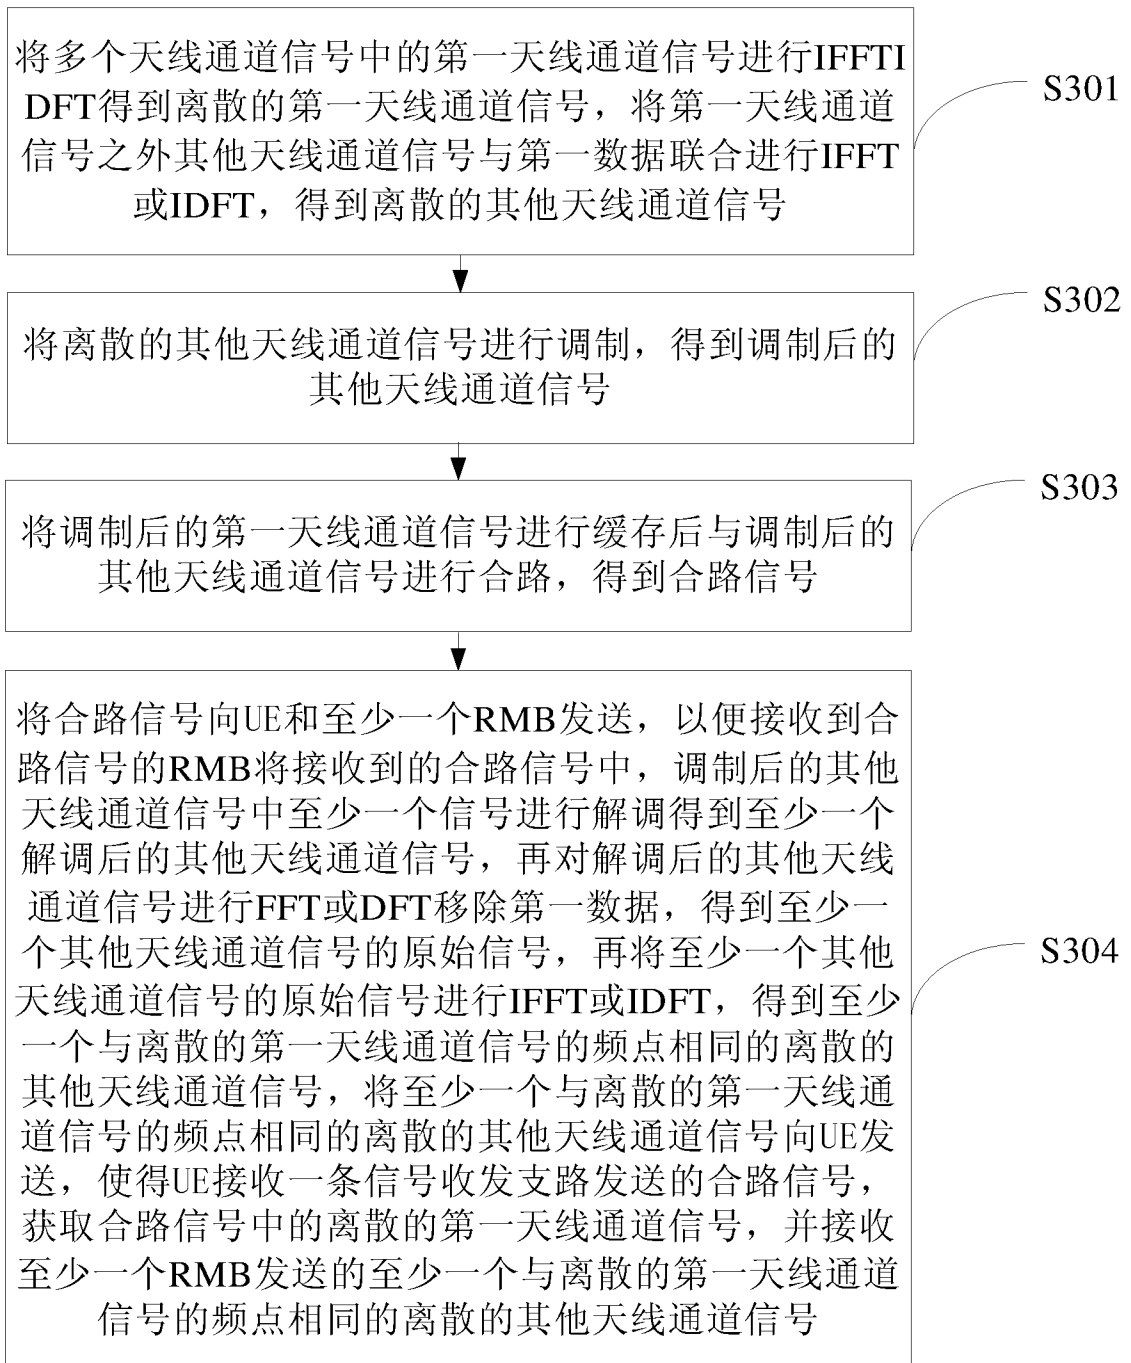 将多个天线通道信号中的第一天线通道信号进行IFFTI
DFT得到离散的第一天线通道信号，将第一天线通道
信号之外其他天线通道信号与第一数据联合进行IFFT
或IDFT，得到离散的其他天线通道信号
S301
将离散的其他天线通道信号进行调制，得到调制后的
其他天线通道信号
S302
将调制后的第一天线通道信号进行缓存后与调制后的
其他天线通道信号进行合路，得到合路信号
S303
将合路信号向UE和至少一个RMB发送，以便接收到合
路信号的RMB将接收到的合路信号中，调制后的其他
天线通道信号中至少一个信号进行解调得到至少一个
解调后的其他天线通道信号，再对解调后的其他天线
通道信号进行FFT或DFT移除第一数据，得到至少一
个其他天线通道信号的原始信号，再将至少一个其他
天线通道信号的原始信号进行IFFT或IDFT，得到至少
一个与离散的第一天线通道信号的频点相同的离散的
其他天线通道信号，将至少一个与离散的第一天线通
道信号的频点相同的离散的其他天线通道信号向UE发
送，使得UE接收一条信号收发支路发送的合路信号，
获取合路信号中的离散的第一天线通道信号，并接收
至少一个RMB发送的至少一个与离散的第一天线通道
信号的频点相同的离散的其他天线通道信号
S304